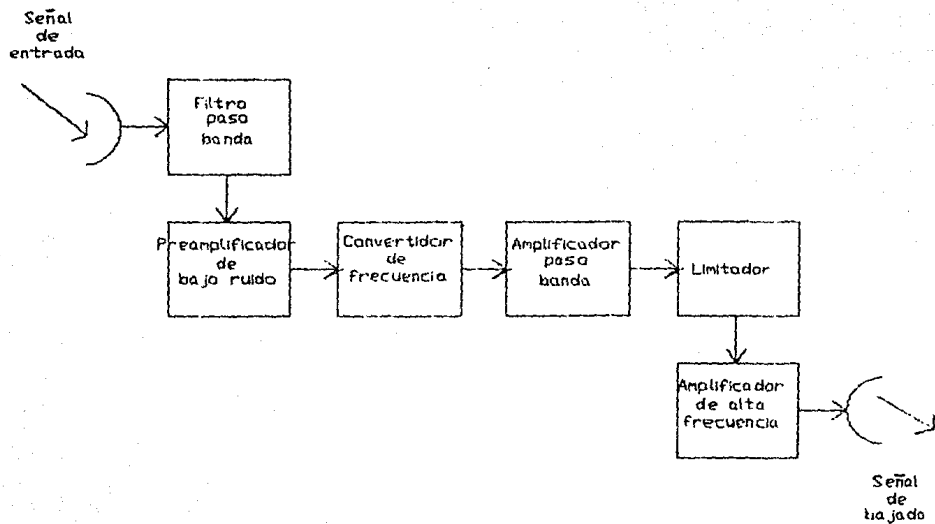 Señal
de
entrada
Filtro
paso
banda
Preamplificador
de
bajo ruido
Convertidor
de
frecuencia
Amplificador
paso
banda
Limitador
Amplificador
de alta
frecuencia
Señal
de
bajada